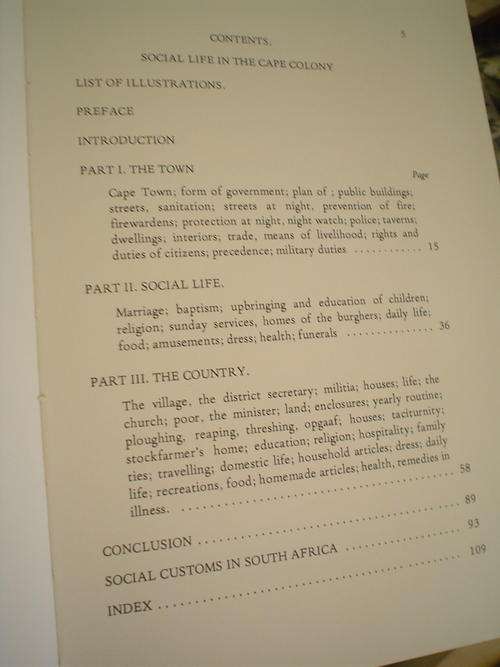 CONTENTS. 5
SOCIAL LIFE IN THE CAPE COLONY
LIST OF ILLUSTRATIONS.
PREFACE
INTRODUCTION
PART I. THE TOWN
Page
Cape Town; form of government; plan of ; public buildings;
streets, sanitation; streets at night, prevention of fire;
firewardens; protection at night, night watch; police; taverns;
dwellings; interiors; trade, means of livelihood; rights and
duties of citizens; precedence; military duties ............ 15
PART II. SOCIAL LIFE.
Marriage; baptism; upbringing and education of children;
religion; sunday services, homes of the burghers; daily life;
food; amusements; dress; health; funerals ............... 36
PART III. THE COUNTRY.
The village, the district secretary; militia; houses; life; the
church; poor, the minister; land; enclosures; yearly routine;
ploughing, reaping, threshing, opgaaf; houses; taciturnity;
stockfarmer's home; education; religion; hospitality; family
ties; travelling; domestic life; household articles; dress; daily
life; recreations, food; homemade articles; health, remedies in
illness. ............................................ 58
CONCLUSION ............................................ 89
SOCIAL CUSTOMS IN SOUTH AFRICA .................. 93
INDEX .................................................. 109